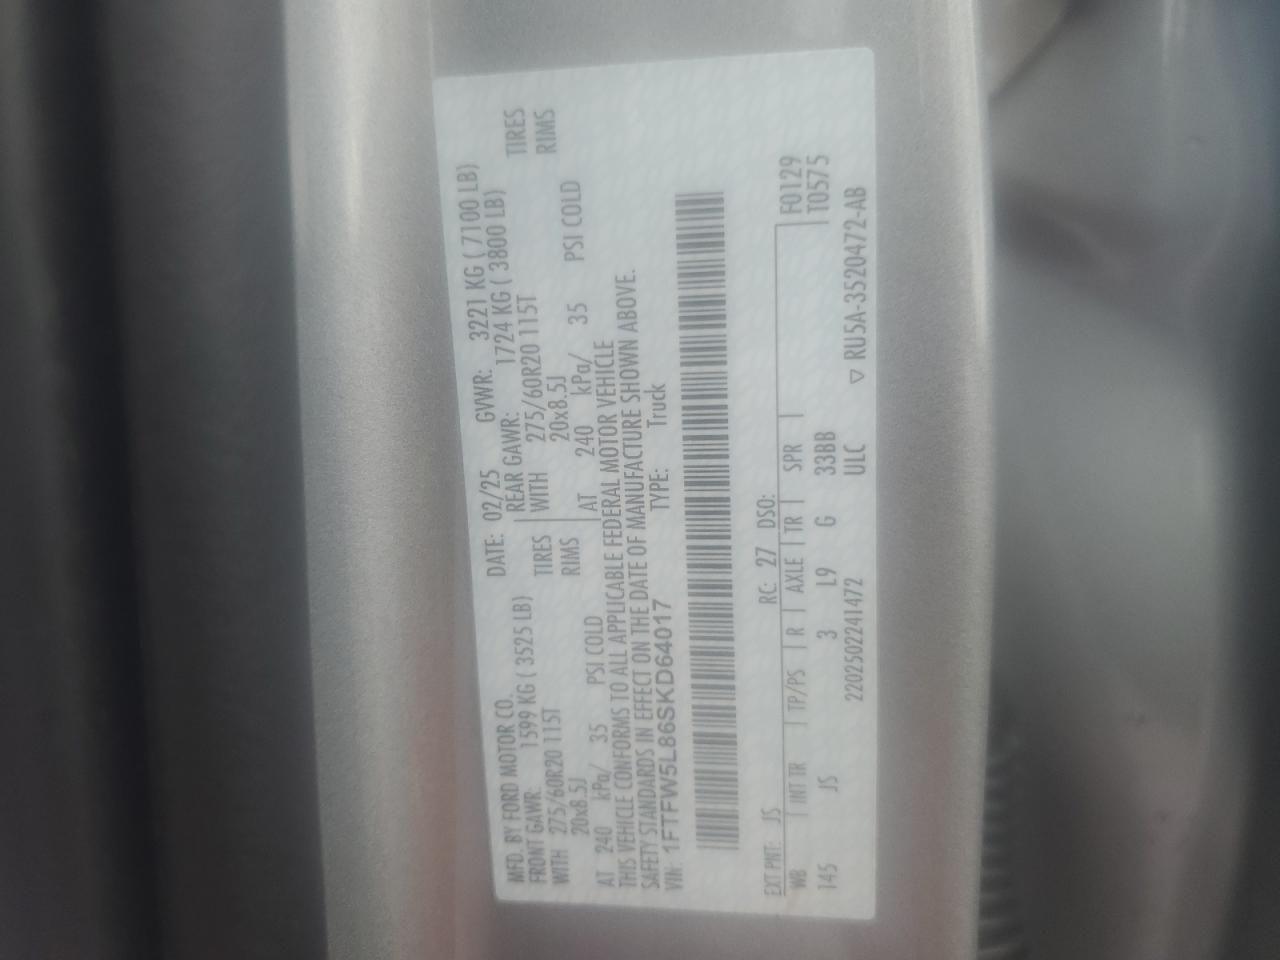 MFD. BY FORD MOTOR CO. DATE: 02/25 GVWR: 3221 KG ( 7100 LB)
FRONT GAWR: 1599 KG ( 3525 LB) REAR GAWR: 1724 KG ( 3800 LB)
WITH 275/60R20 115T TIRES WITH 275/60R20 115T TIRES
20x8.5J RIMS 20x8.5J RIMS
AT 240 kPa/ 35 PSI COLD AT 240 kPa/ 35 PSI COLD
THIS VEHICLE CONFORMS TO ALL APPLICABLE FEDERAL MOTOR VEHICLE
SAFETY STANDARDS IN EFFECT ON THE DATE OF MANUFACTURE SHOWN ABOVE.
VIN: 1FTFW5L86SKD64017 TYPE: Truck
EXT PNT: JS RC: 27 DSO:
WB INT TR TP/PS R AXLE TR SPR F0129
145 JS 3 L9 G 33BB T0575
2202502241472 ULC ▽ RU5A-3520472-AB